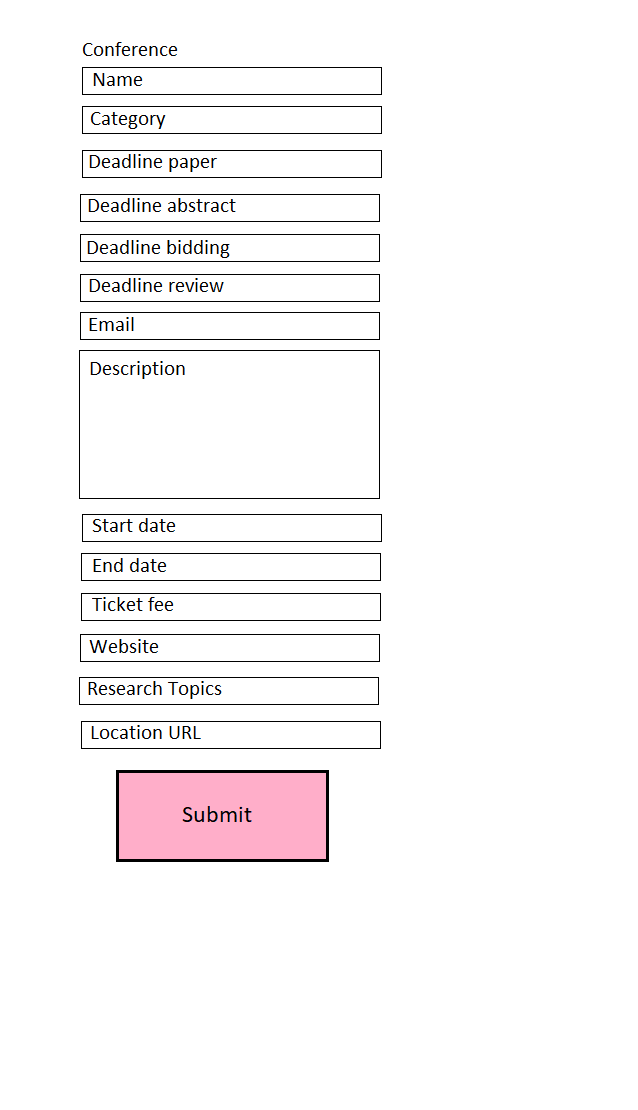 Conference
Name
Category
Deadline paper
Deadline abstract
Deadline bidding
Deadline review
Email
Description
Start date
End date
Ticket fee
Website
Research Topics
Location URL
Submit